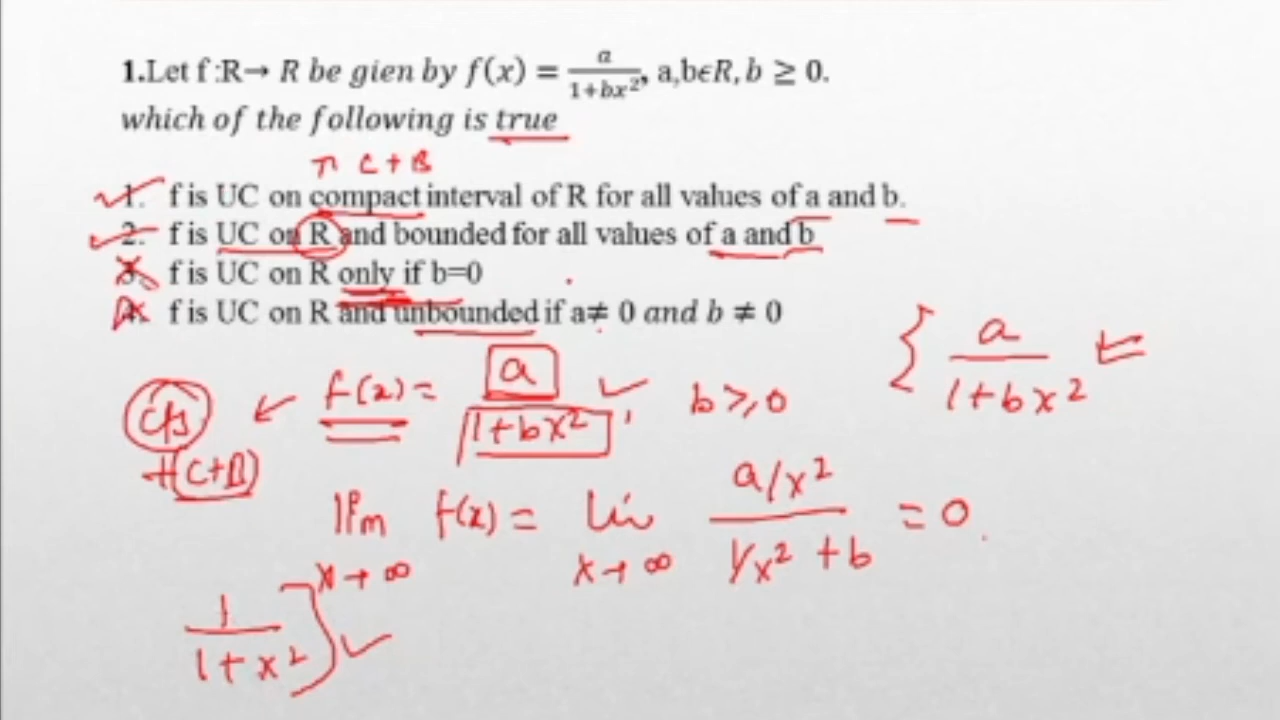 1.Let f :R→ R be gien by f(x) = a/(1+bx²), a,bϵR, b ≥ 0.
which of the following is true
C + B
1. f is UC on compact interval of R for all values of a and b.
2. f is UC on R and bounded for all values of a and b
3. f is UC on R only if b=0
4. f is UC on R and unbounded if a≠ 0 and b ≠ 0
f(x) = a/(1+bx²), b ≥ 0
{ a/(1+bx²)
cts
(C+B)
lim x→∞ f(x) = lim x→∞ (a/x²)/(1/x² + b) = 0.
1/(1+x²)